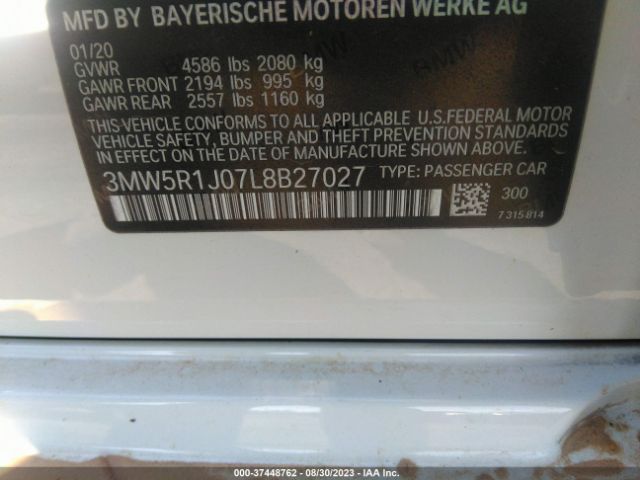 MFD BY BAYERISCHE MOTOREN WERKE AG
01/20
GVWR 4586 lbs 2080 kg
GAWR FRONT 2194 lbs 995 kg
GAWR REAR 2557 lbs 1160 kg
THIS VEHICLE CONFORMS TO ALL APPLICABLE U.S.FEDERAL MOTOR
VEHICLE SAFETY, BUMPER AND THEFT PREVENTION STANDARDS
IN EFFECT ON THE DATE OF MANUFACTURE SHOWN ABOVE.
3MW5R1J07L8B27027 TYPE: PASSENGER CAR
300
7 315 814
000-37448762 - 08/30/2023 - IAA Inc.